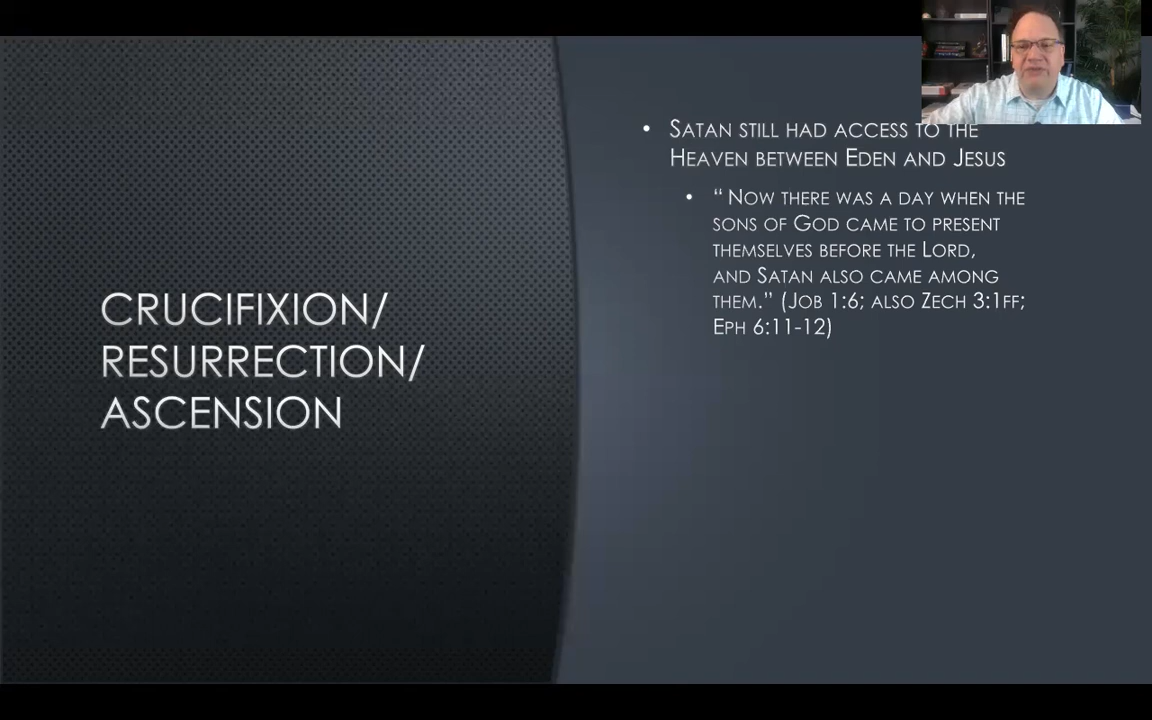 CRUCIFIXION/
RESURRECTION/
ASCENSION
• SATAN STILL HAD ACCESS TO THE
HEAVEN BETWEEN EDEN AND JESUS
• “ NOW THERE WAS A DAY WHEN THE
SONS OF GOD CAME TO PRESENT
THEMSELVES BEFORE THE LORD,
AND SATAN ALSO CAME AMONG
THEM.” (JOB 1:6; ALSO ZECH 3:1FF;
EPH 6:11-12)